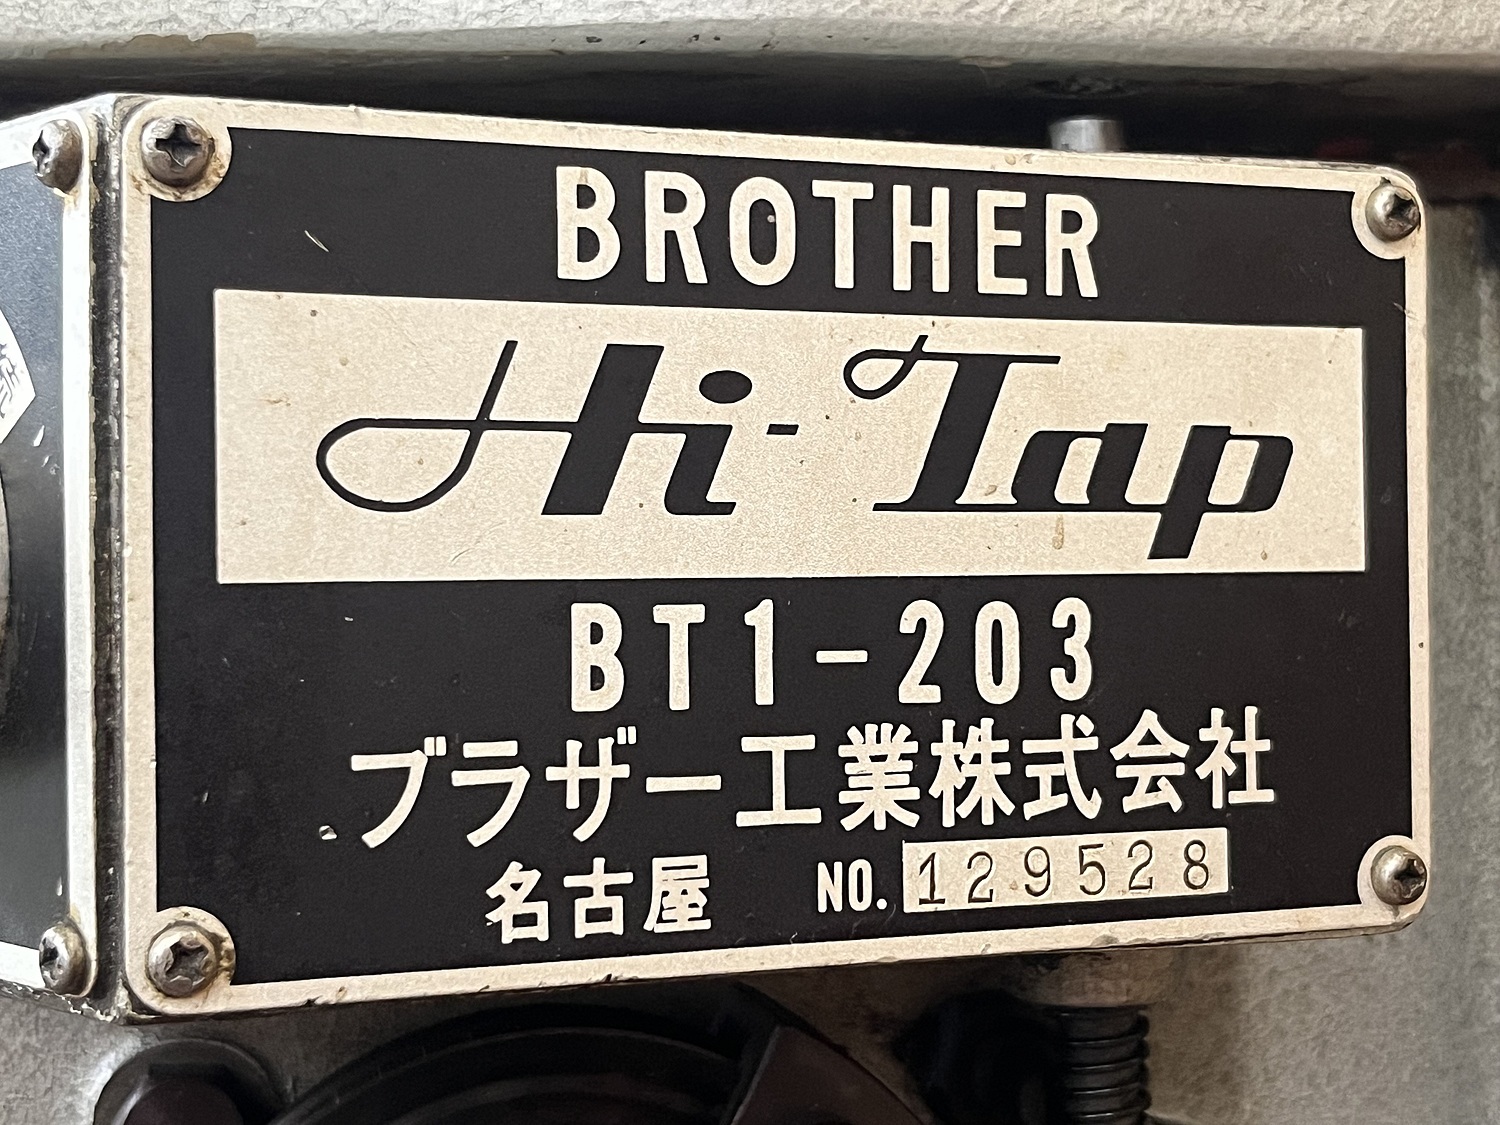 BROTHER
Hi-Tap
BT1-203
ブラザー工業株式会社
名古屋 NO. 129528